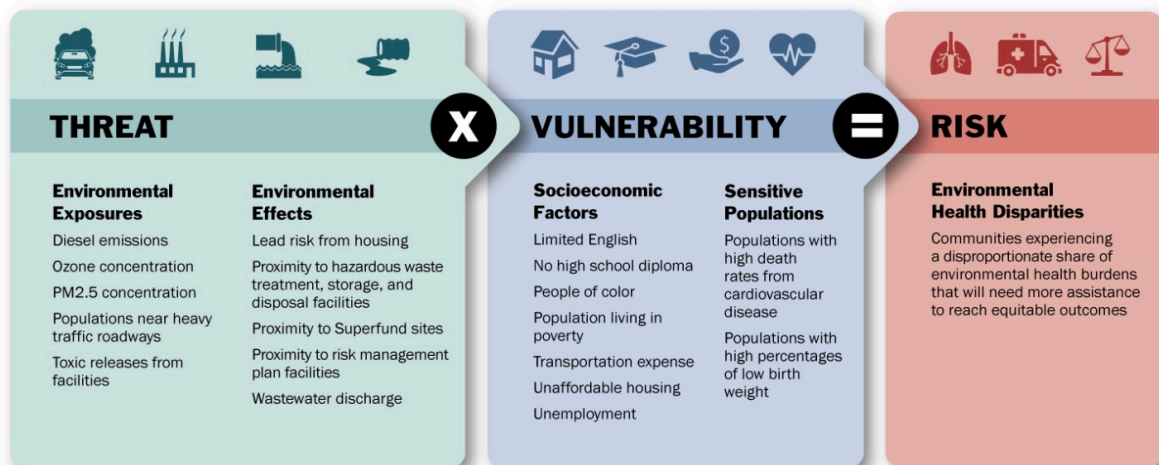 THREAT
X
VULNERABILITY
=
RISK
Environmental
Exposures
Diesel emissions
Ozone concentration
PM2.5 concentration
Populations near heavy
traffic roadways
Toxic releases from
facilities
Environmental
Effects
Lead risk from housing
Proximity to hazardous waste
treatment, storage, and
disposal facilities
Proximity to Superfund sites
Proximity to risk management
plan facilities
Wastewater discharge
$
Socioeconomic
Factors
Limited English
No high school diploma
People of color
Population living in
poverty
Transportation expense
Unaffordable housing
Unemployment
Sensitive
Populations
Populations with
high death
rates from
cardiovascular
disease
Populations with
high percentages
of low birth
weight
Environmental
Health Disparities
Communities experiencing
a disproportionate share of
environmental health burdens
that will need more assistance
to reach equitable outcomes